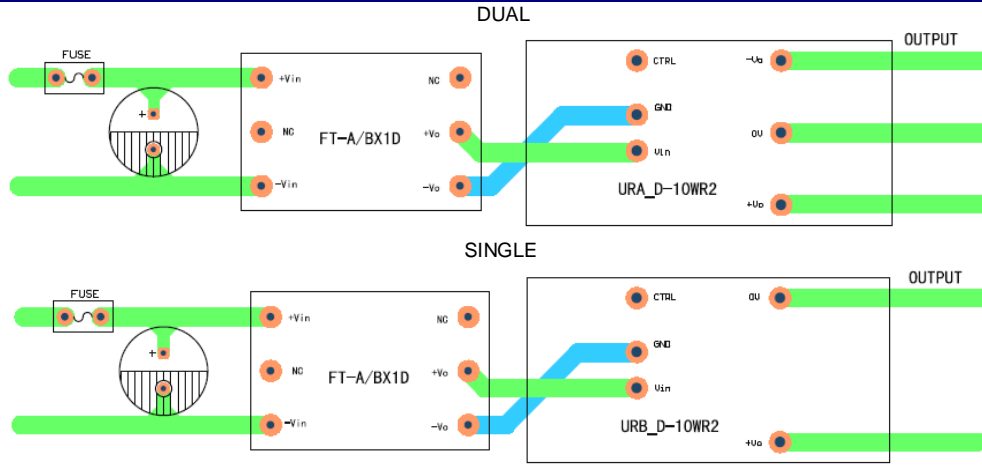 DUAL
OUTPUT
FUSE
+
+Vin
NC
-Vin
NC
+Vo
-Vo
FT-A/BX1D
CTRL
GND
Vin
-Vo
0V
+Vo
URA_D-10WR2
SINGLE
OUTPUT
FUSE
+
+Vin
NC
-Vin
NC
+Vo
-Vo
FT-A/BX1D
CTRL
GND
Vin
0V
+Vo
URB_D-10WR2